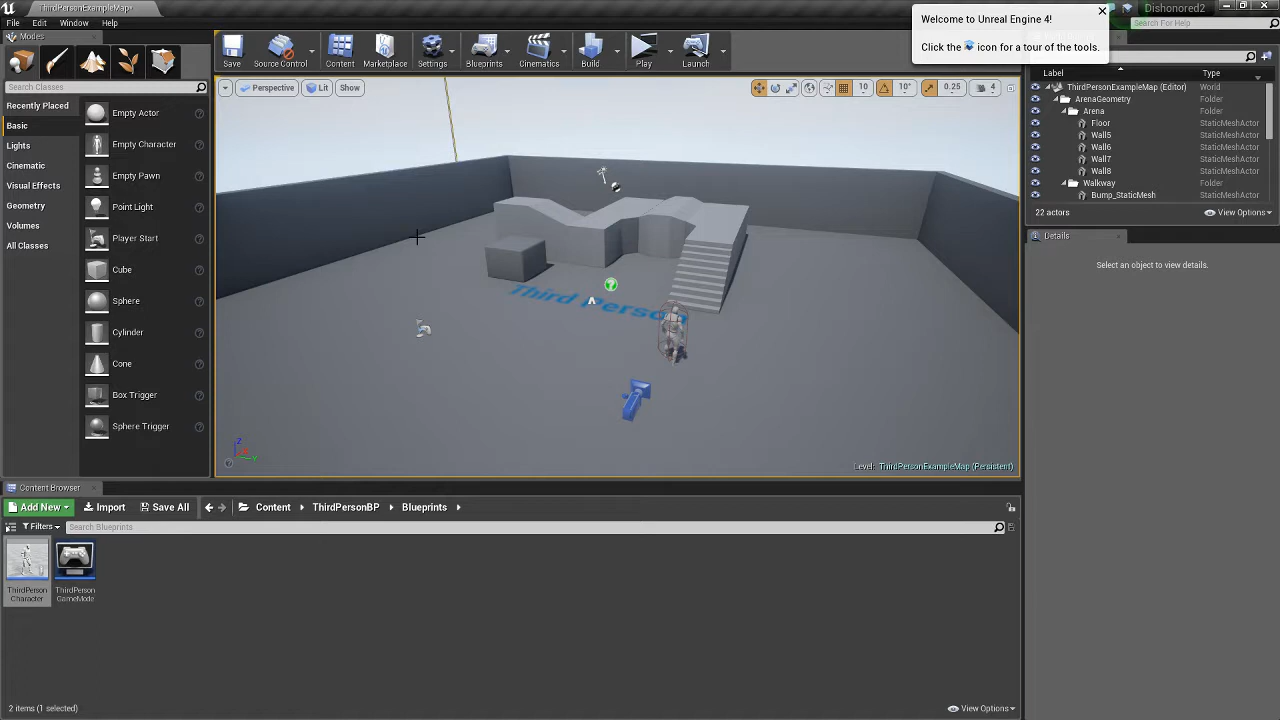 ThirdPersonExampleMap*
Dishonored2
File Edit Window Help
Search For Help
Welcome to Unreal Engine 4!
Click the icon for a tour of the tools.
Modes
Save Source Control Content Marketplace Settings Blueprints Cinematics Build Play Launch
Search Classes
Recently Placed
Basic
Lights
Cinematic
Visual Effects
Geometry
Volumes
All Classes
Empty Actor
Empty Character
Empty Pawn
Point Light
Player Start
Cube
Sphere
Cylinder
Cone
Box Trigger
Sphere Trigger
Perspective Lit Show
10 10° 0.25 4
Third Person
Z
Y
Level: ThirdPersonExampleMap (Persistent)
Label Type
ThirdPersonExampleMap (Editor) World
ArenaGeometry Folder
Arena Folder
Floor StaticMeshActor
Wall5 StaticMeshActor
Wall6 StaticMeshActor
Wall7 StaticMeshActor
Wall8 StaticMeshActor
Walkway Folder
Bump_StaticMesh StaticMeshActor
22 actors View Options
Details
Select an object to view details.
Content Browser
Add New Import Save All Content ThirdPersonBP Blueprints
Filters Search Blueprints
ThirdPerson
Character
ThirdPerson
GameMode
2 items (1 selected) View Options